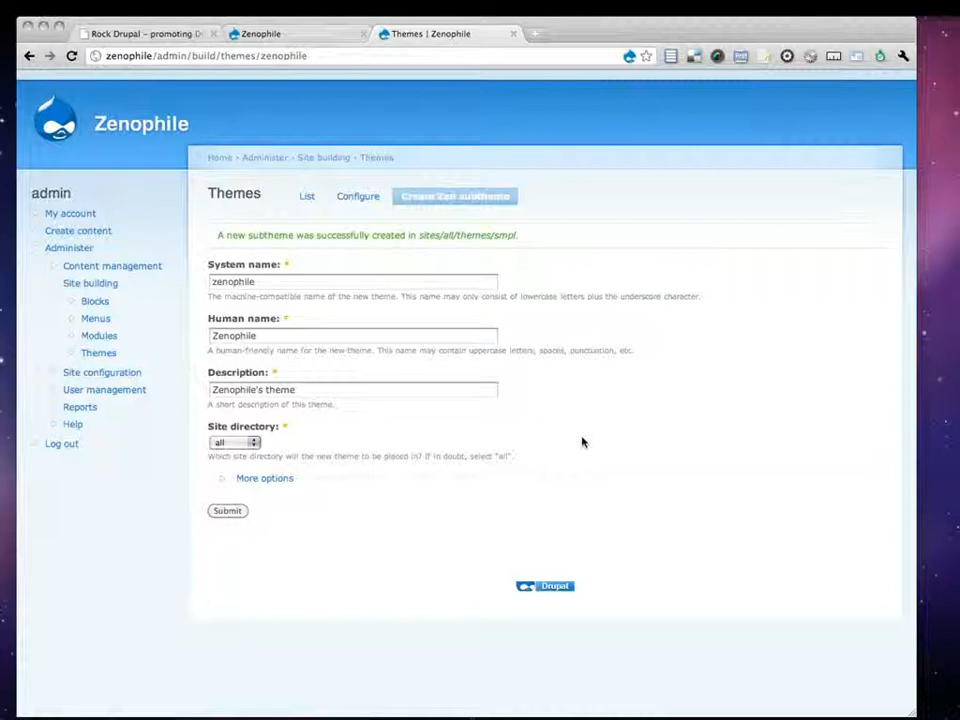 Rock Drupal – promoting D
Zenophile
Themes | Zenophile
zenophile/admin/build/themes/zenophile
Zenophile
Home › Administer › Site building › Themes
admin
My account
Create content
Administer
Content management
Site building
Blocks
Menus
Modules
Themes
Site configuration
User management
Reports
Help
Log out
Themes
List
Configure
Create Zen subtheme
A new subtheme was successfully created in sites/all/themes/smpl.
System name: *
zenophile
The machine-compatible name of the new theme. This name may only consist of lowercase letters plus the underscore character.
Human name: *
Zenophile
A human-friendly name for the new theme. This name may contain uppercase letters, spaces, punctuation, etc.
Description: *
Zenophile's theme
A short description of this theme.
Site directory: *
all
Which site directory will the new theme to be placed in? If in doubt, select "all".
More options
Submit
Drupal